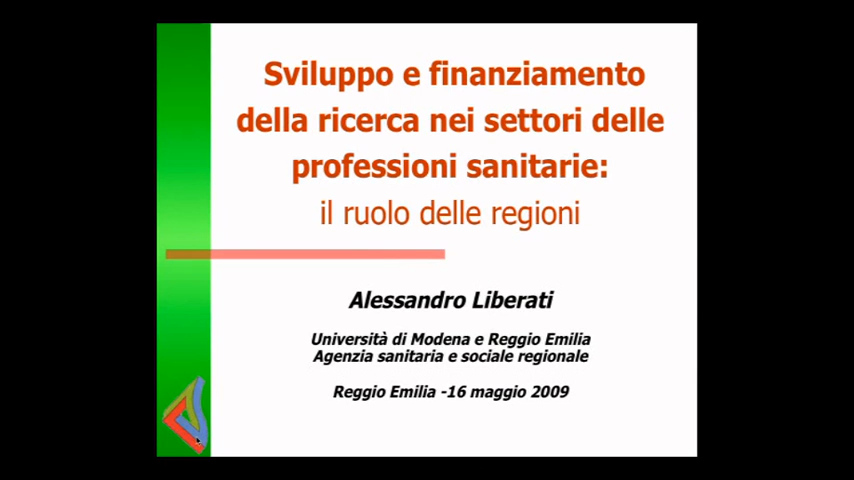 Sviluppo e finanziamento
della ricerca nei settori delle
professioni sanitarie:
il ruolo delle regioni
Alessandro Liberati
Università di Modena e Reggio Emilia
Agenzia sanitaria e sociale regionale
Reggio Emilia -16 maggio 2009